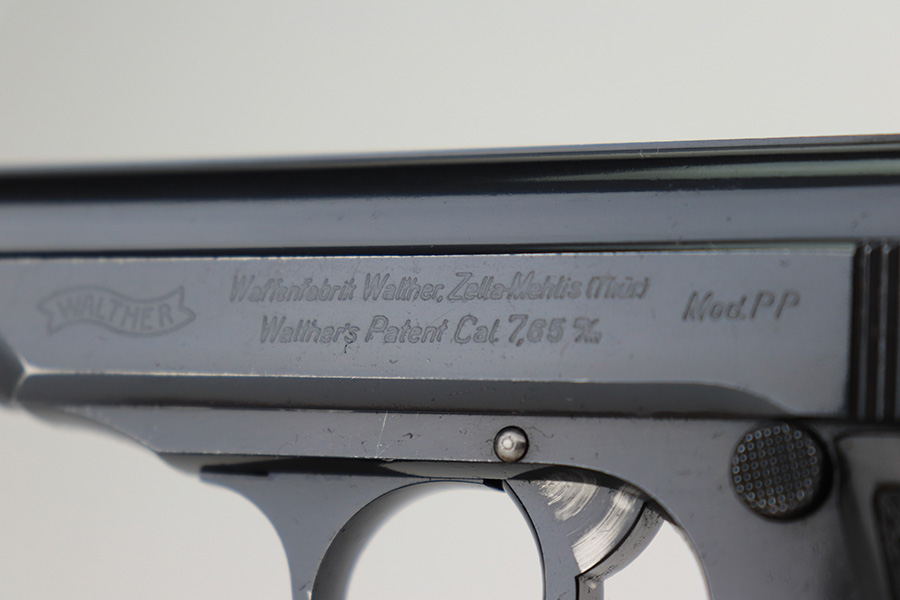 WALTHER
Waffenfabrik Walther, Zella-Mehlis (Thür)
Walther's Patent Cal. 7,65 m/m
Mod. PP